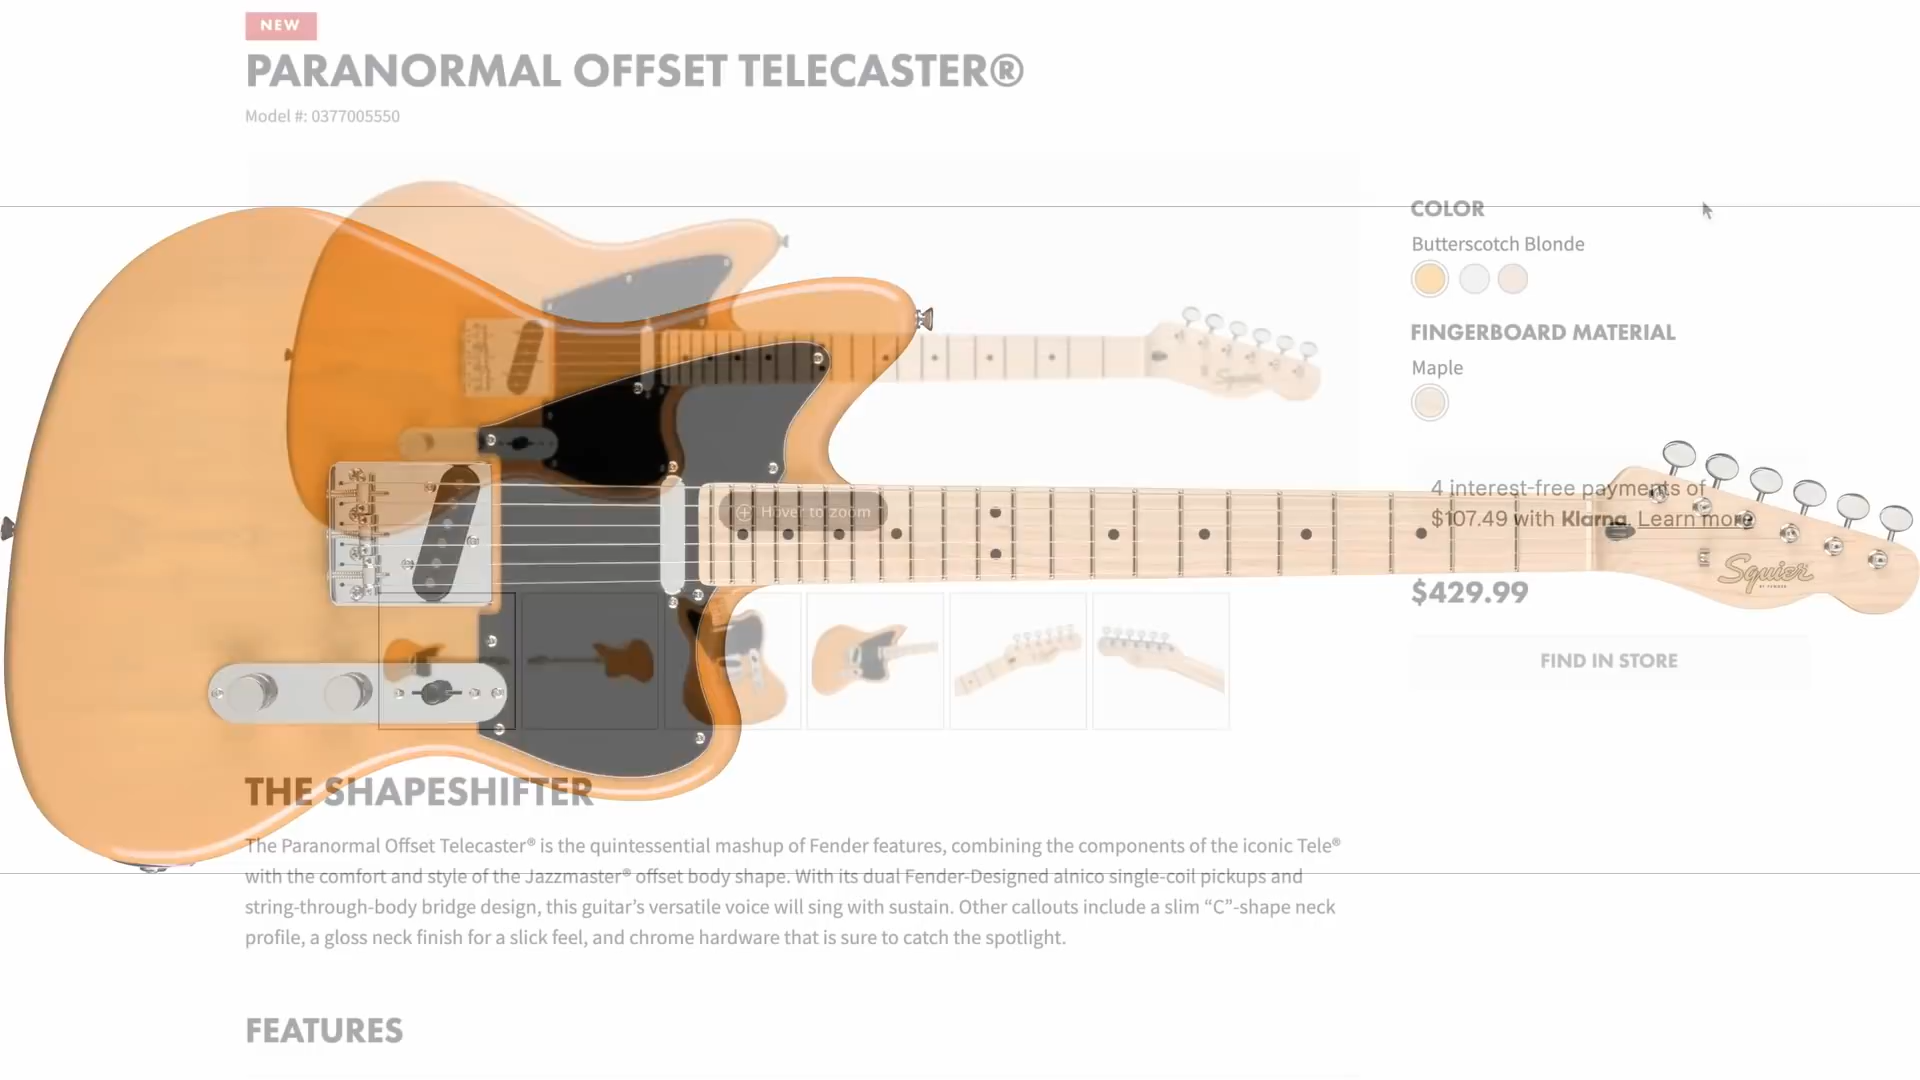 NEW
PARANORMAL OFFSET TELECASTER®
Model #: 0377005550
COLOR
Butterscotch Blonde
FINGERBOARD MATERIAL
Maple
4 interest-free payments of
$107.49 with Klarna. Learn more
Hover to zoom
Squier
BY FENDER
$429.99
FIND IN STORE
THE SHAPESHIFTER
The Paranormal Offset Telecaster® is the quintessential mashup of Fender features, combining the components of the iconic Tele®
with the comfort and style of the Jazzmaster® offset body shape. With its dual Fender-Designed alnico single-coil pickups and
string-through-body bridge design, this guitar’s versatile voice will sing with sustain. Other callouts include a slim “C”-shape neck
profile, a gloss neck finish for a slick feel, and chrome hardware that is sure to catch the spotlight.
FEATURES